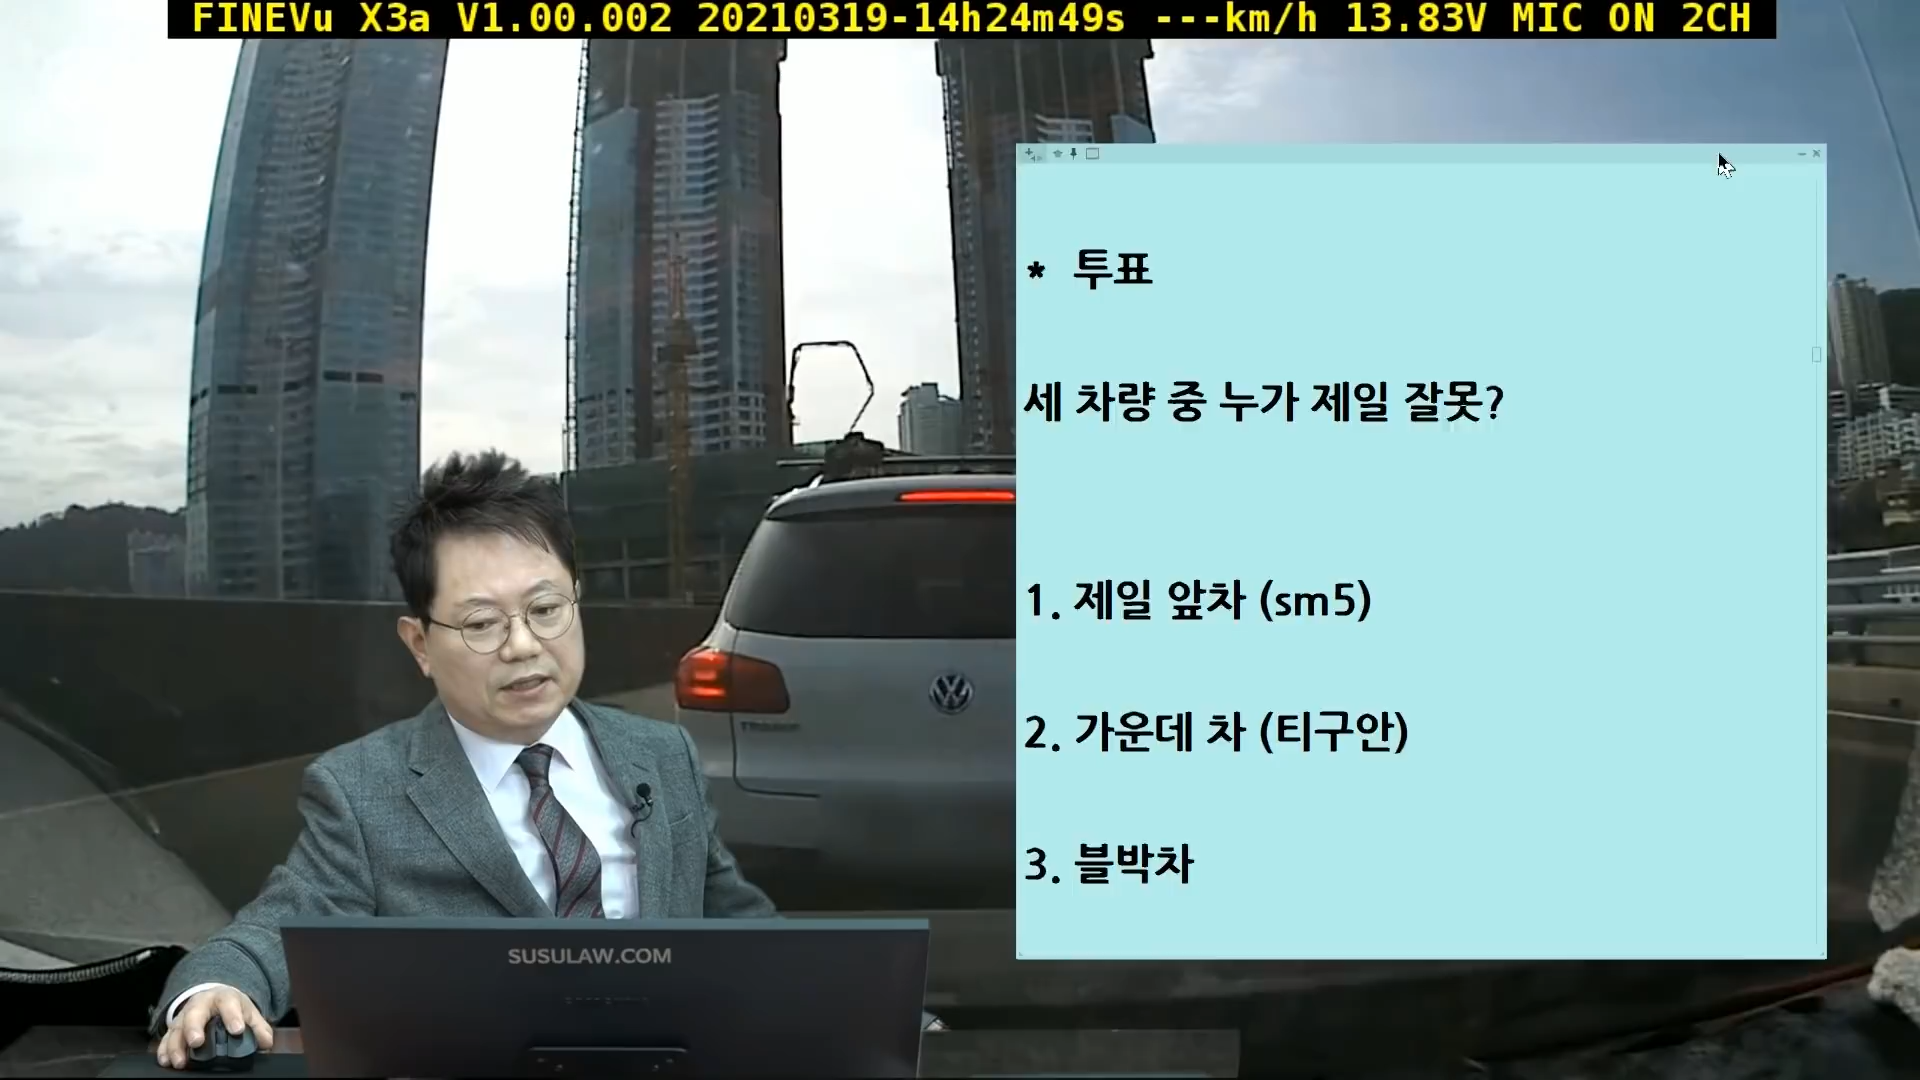 FINEVu X3a V1.00.002 20210319-14h24m49s ---km/h 13.83V MIC ON 2CH
* 투표
세 차량 중 누가 제일 잘못?
1. 제일 앞차 (sm5)
2. 가운데 차 (티구안)
3. 블박차
SUSULAW.COM